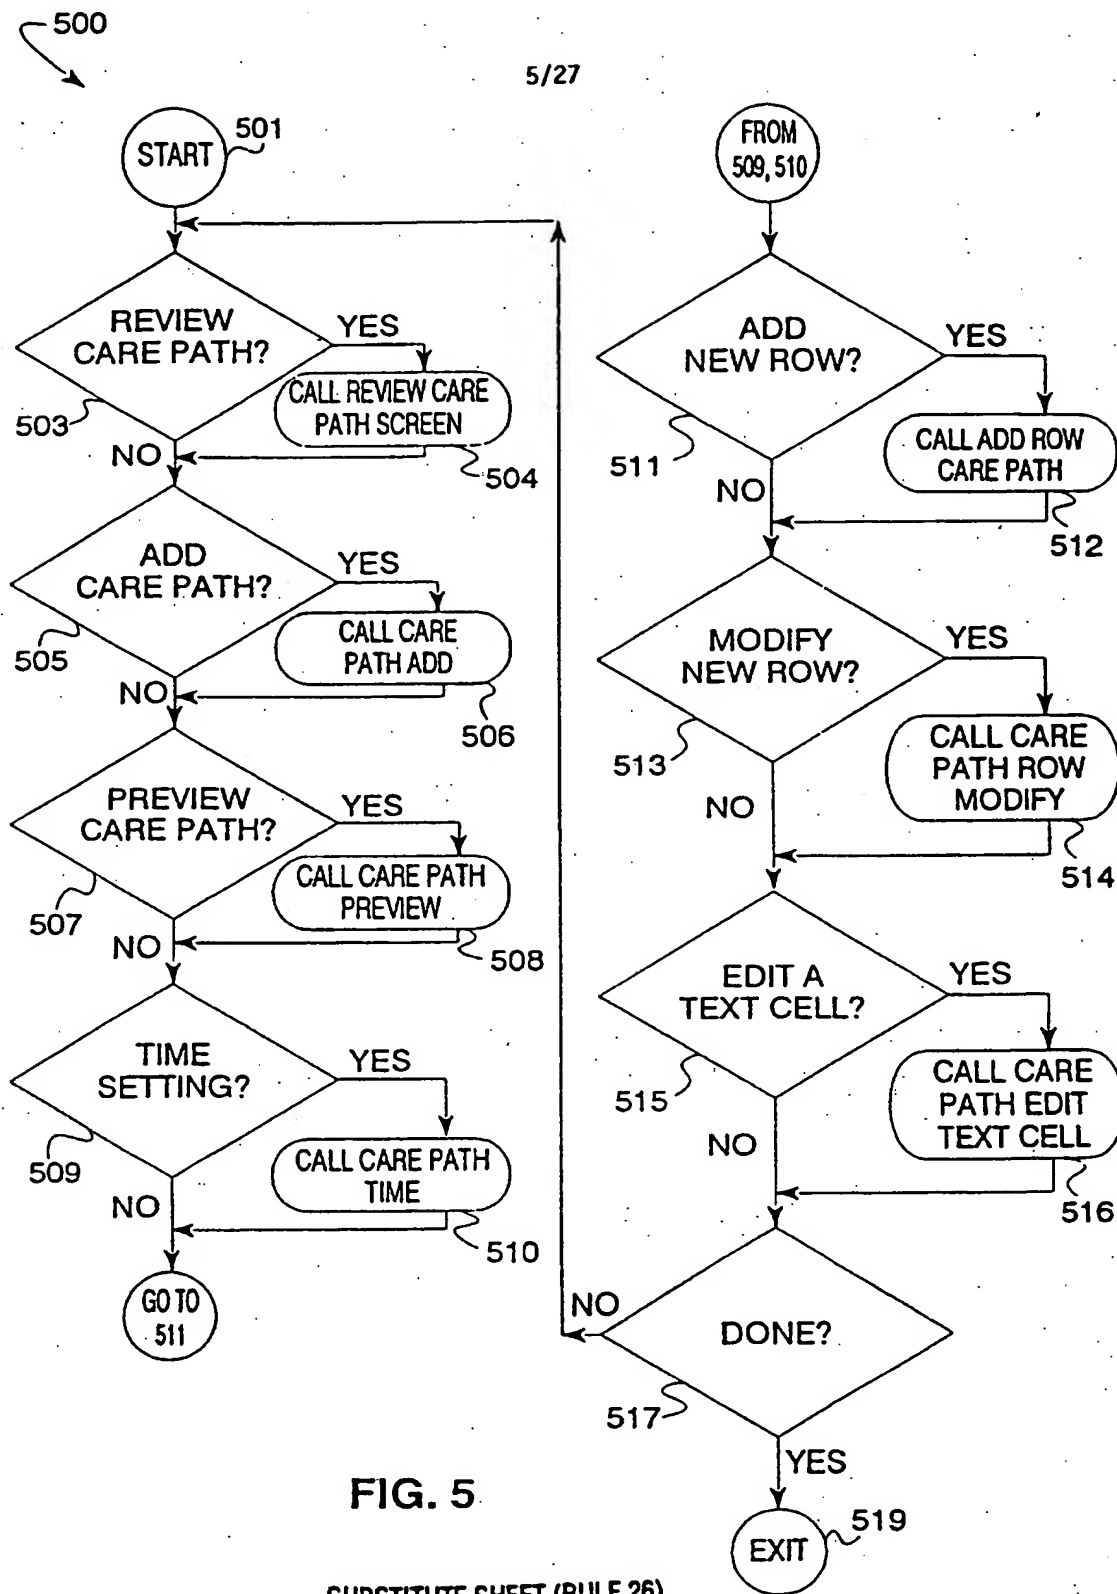 500
5/27
START
501
REVIEW
CARE PATH?
YES
503
CALL REVIEW CARE
PATH SCREEN
NO
504
ADD
CARE PATH?
YES
505
CALL CARE
PATH ADD
NO
506
PREVIEW
CARE PATH?
YES
507
CALL CARE PATH
PREVIEW
NO
508
TIME
SETTING?
YES
509
CALL CARE PATH
TIME
NO
510
GO TO
511
FROM
509, 510
ADD
NEW ROW?
YES
511
CALL ADD ROW
CARE PATH
NO
512
MODIFY
NEW ROW?
YES
513
CALL CARE
PATH ROW
MODIFY
NO
514
EDIT A
TEXT CELL?
YES
515
CALL CARE
PATH EDIT
TEXT CELL
NO
516
DONE?
NO
517
YES
EXIT
519
FIG. 5
SUBSTITUTE SHEET (RULE 26)